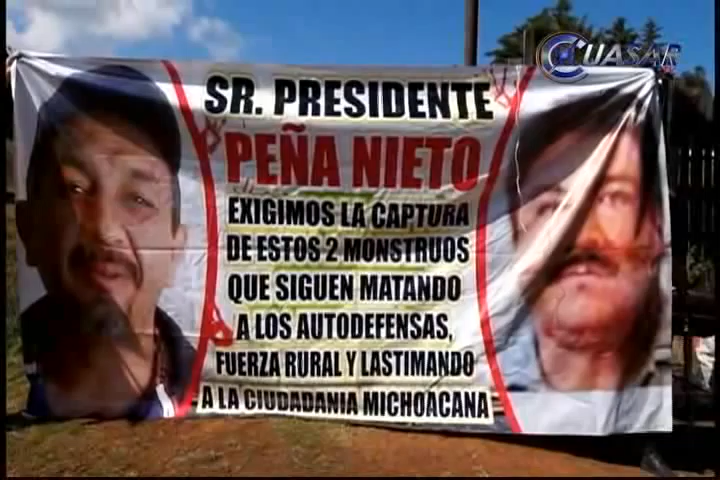 CUASAR
SR. PRESIDENTE
PEÑA NIETO
EXIGIMOS LA CAPTURA
DE ESTOS 2 MONSTRUOS
QUE SIGUEN MATANDO
A LOS AUTODEFENSAS,
FUERZA RURAL Y LASTIMANDO
A LA CIUDADANIA MICHOACANA